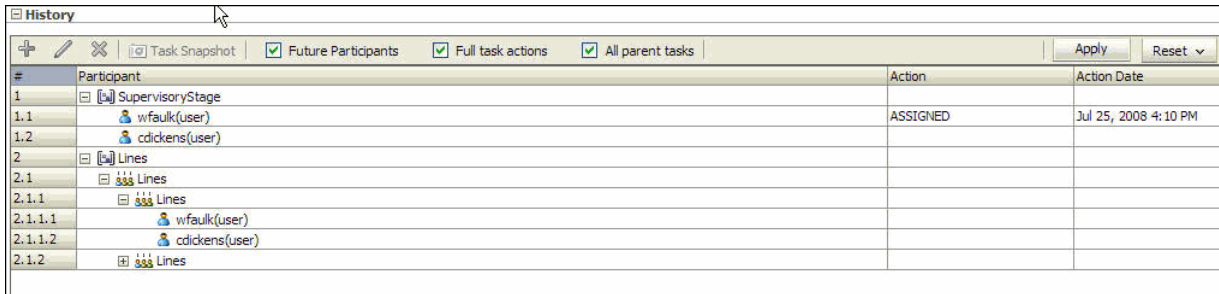 History
Task Snapshot Future Participants Full task actions All parent tasks Apply Reset
# Participant Action Action Date
1 SupervisoryStage
1.1 wfaulk(user) ASSIGNED Jul 25, 2008 4:10 PM
1.2 cdickens(user)
2 Lines
2.1 Lines
2.1.1 Lines
2.1.1.1 wfaulk(user)
2.1.1.2 cdickens(user)
2.1.2 Lines